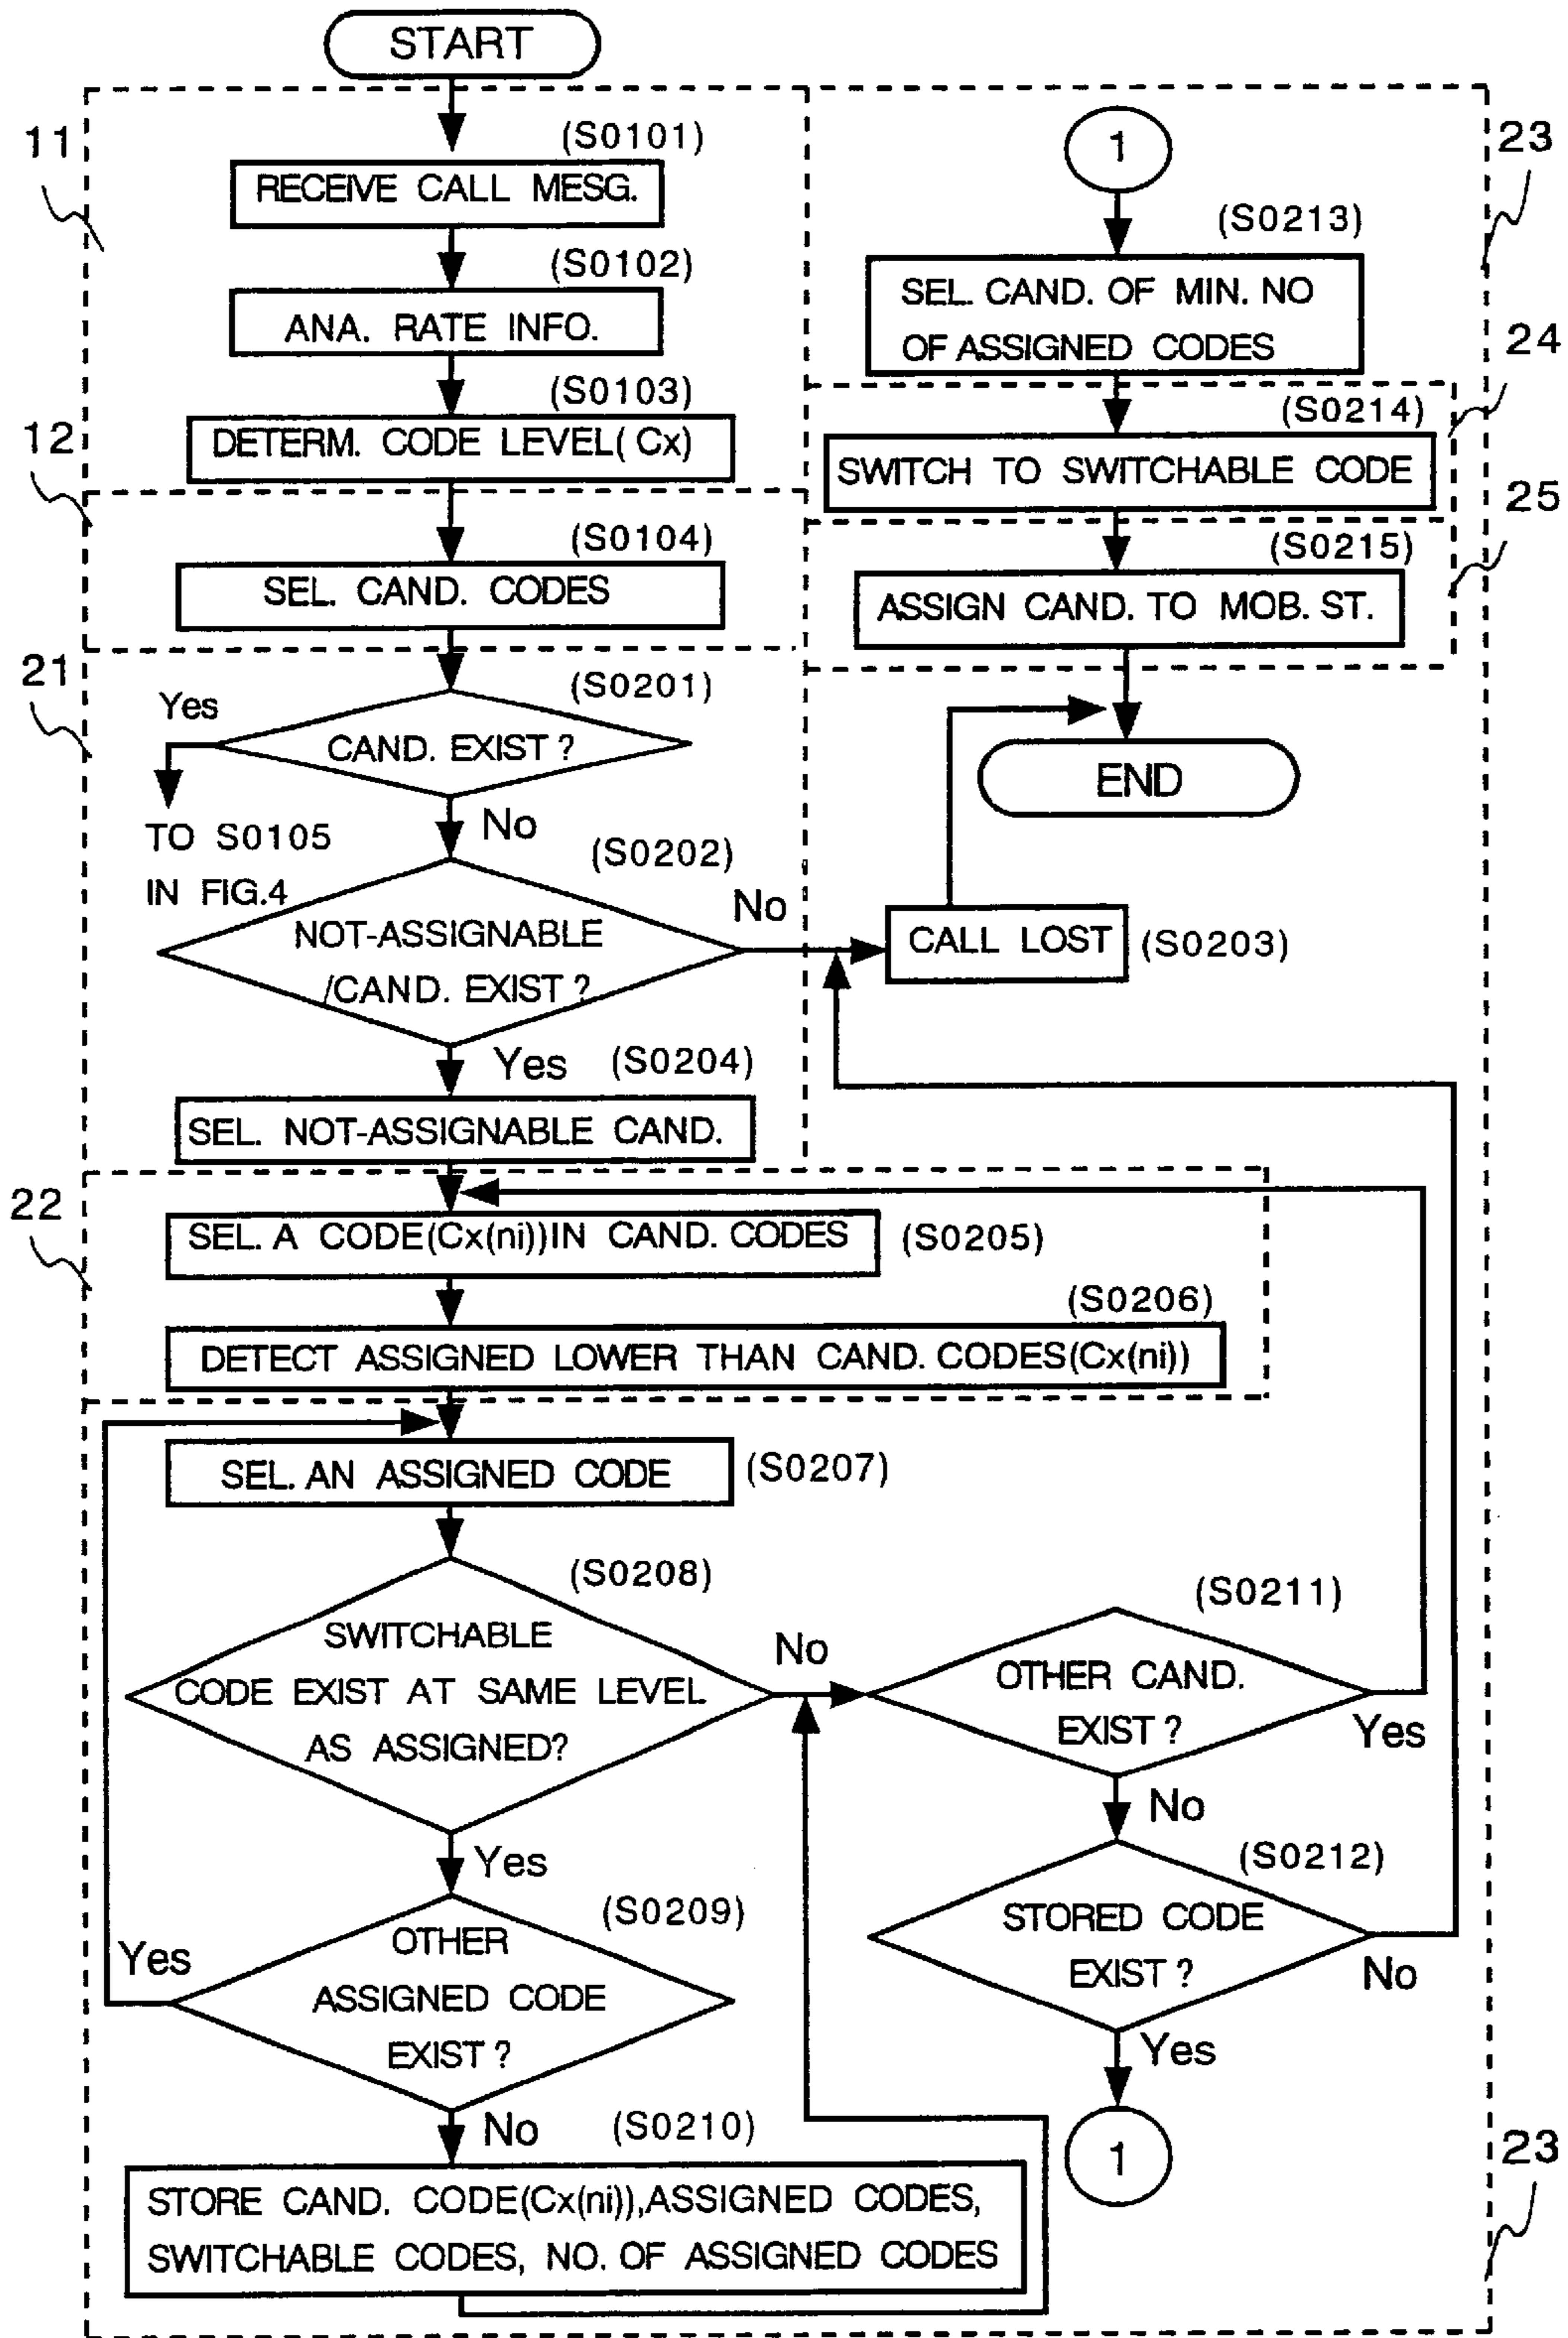 START
11
(S0101)
RECEIVE CALL MESG.
(S0102)
ANA. RATE INFO.
(S0103)
DETERM. CODE LEVEL(Cx)
12
(S0104)
SEL. CAND. CODES
21
(S0201)
Yes
CAND. EXIST?
TO S0105
IN FIG.4
No
(S0202)
NOT-ASSIGNABLE
/CAND. EXIST?
No
CALL LOST
(S0203)
Yes
(S0204)
SEL. NOT-ASSIGNABLE CAND.
22
SEL. A CODE(Cx(ni))IN CAND. CODES
(S0205)
(S0206)
DETECT ASSIGNED LOWER THAN CAND. CODES(Cx(ni))
SEL. AN ASSIGNED CODE
(S0207)
(S0208)
SWITCHABLE
CODE EXIST AT SAME LEVEL
AS ASSIGNED?
No
Yes
(S0209)
OTHER
ASSIGNED CODE
EXIST?
Yes
No
(S0210)
STORE CAND. CODE(Cx(ni)),ASSIGNED CODES,
SWITCHABLE CODES, NO. OF ASSIGNED CODES
(S0211)
OTHER CAND.
EXIST?
Yes
No
(S0212)
STORED CODE
EXIST?
No
Yes
1
23
1
23
(S0213)
SEL. CAND. OF MIN. NO
OF ASSIGNED CODES
24
(S0214)
SWITCH TO SWITCHABLE CODE
25
(S0215)
ASSIGN CAND. TO MOB. ST.
END